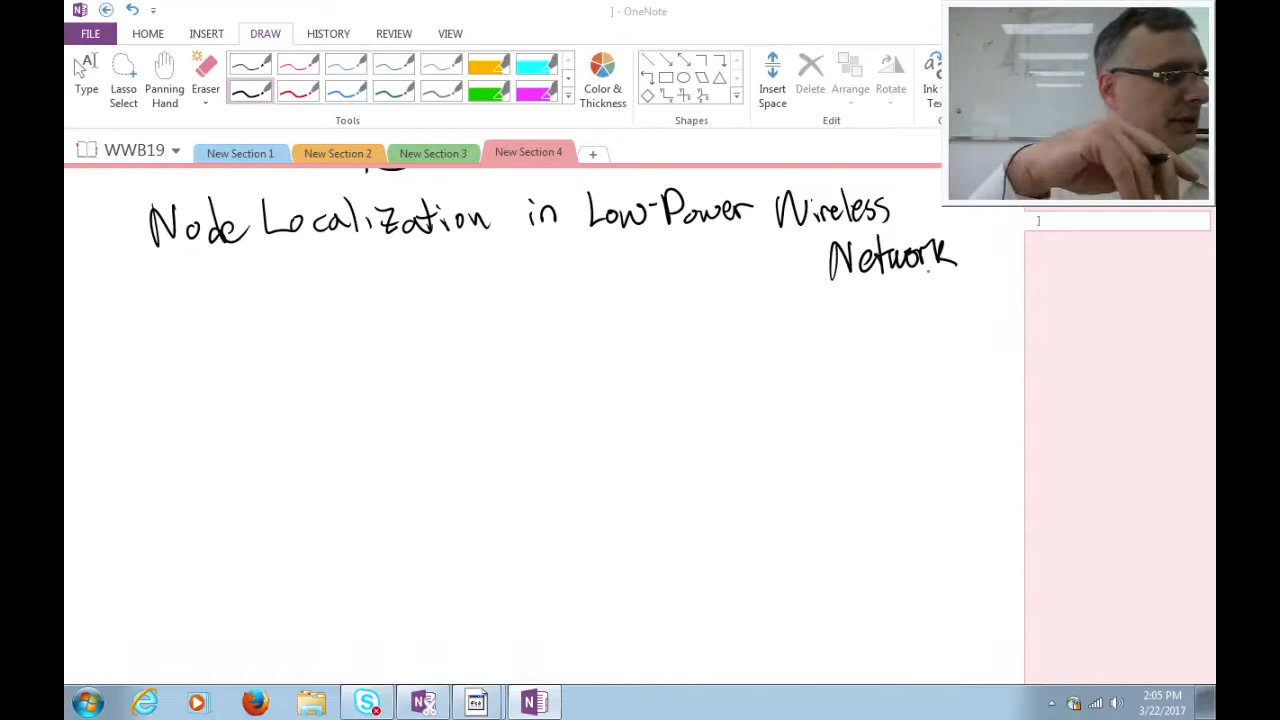 ] - OneNote
FILE HOME INSERT DRAW HISTORY REVIEW VIEW
Type Lasso Select Panning Hand Eraser Color & Thickness Insert Space Delete Arrange Rotate Ink to
Tools Shapes Edit
WWB19 New Section 1 New Section 2 New Section 3 New Section 4
]
Node Localization in Low-Power Wireless
Network
2:05 PM
3/22/2017